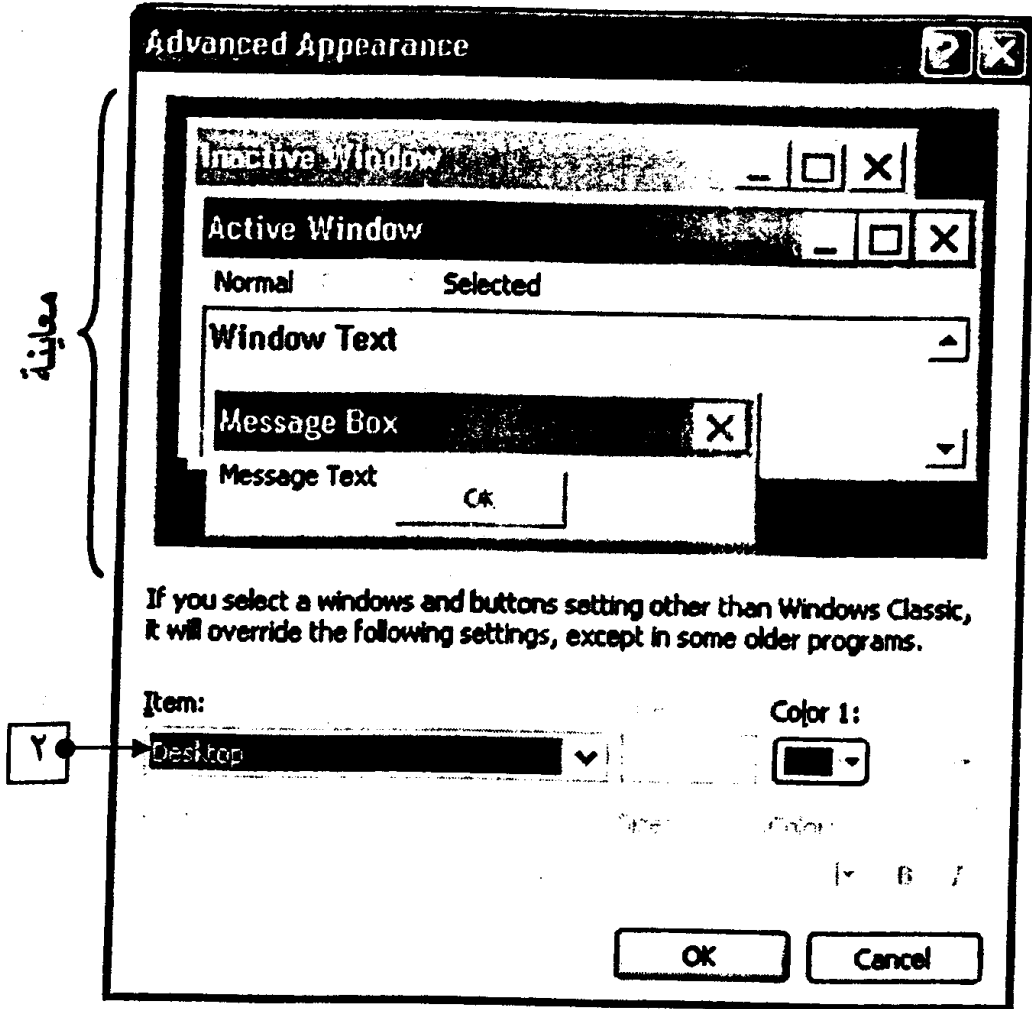 Advanced Appearance
Inactive Window
Active Window
Normal Selected
Window Text
Message Box
Message Text
OK
معاينة
If you select a windows and buttons setting other than Windows Classic,
it will override the following settings, except in some older programs.
Item: Color 1:
٢ Desktop
Color:
B I
OK Cancel